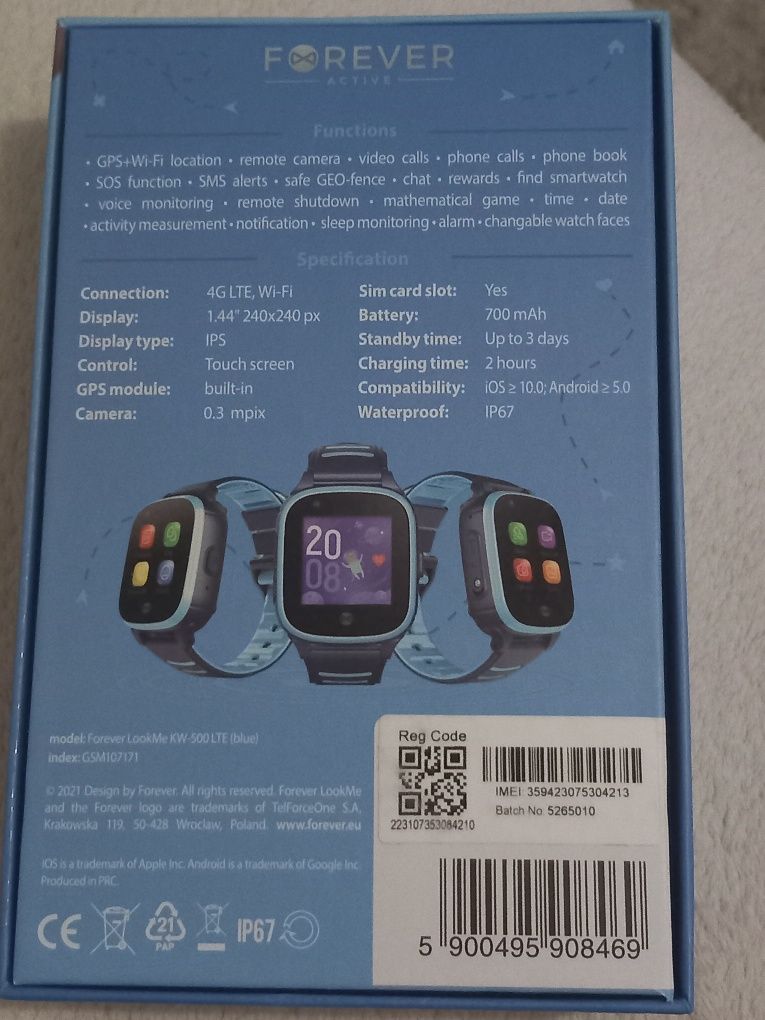 FOREVER
ACTIVE
Functions
• GPS+Wi-Fi location • remote camera • video calls • phone calls • phone book
• SOS function • SMS alerts • safe GEO-fence • chat • rewards • find smartwatch
• voice monitoring • remote shutdown • mathematical game • time • date
• activity measurement • notification • sleep monitoring • alarm • changable watch faces
Specification
Connection: 4G LTE, Wi-Fi Sim card slot: Yes
Display: 1.44" 240x240 px Battery: 700 mAh
Display type: IPS Standby time: Up to 3 days
Control: Touch screen Charging time: 2 hours
GPS module: built-in Compatibility: iOS ≥ 10.0; Android ≥ 5.0
Camera: 0.3 mpix Waterproof: IP67
20
08
model: Forever LookMe KW-500 LTE (blue)
index: GSM107171
© 2021 Design by Forever. All rights reserved. Forever LookMe
and the Forever logo are trademarks of TelForceOne S.A,
Krakowska 119, 50-428 Wrocław, Poland. www.forever.eu
iOS is a trademark of Apple Inc. Android is a trademark of Google Inc.
Produced in PRC.
Reg Code
IMEI: 359423075304213
Batch No: 5265010
223107353084210
CE
21
PAP
IP67
5 900495 908469